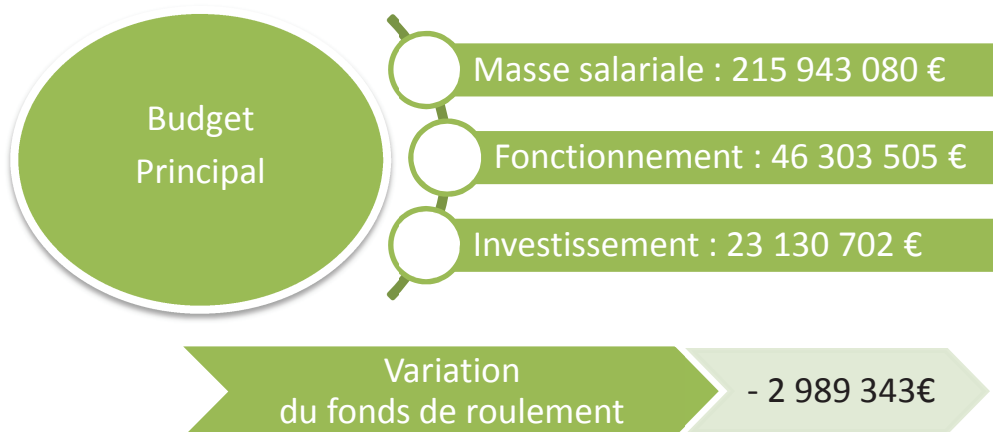 Budget
Principal
Masse salariale : 215 943 080 €
Fonctionnement : 46 303 505 €
Investissement : 23 130 702 €
Variation
du fonds de roulement
- 2 989 343€